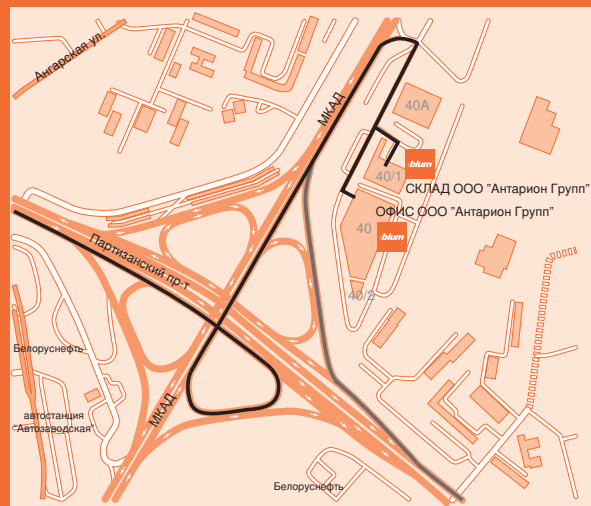 Ангарская ул.
МКАД
40А
blum
40/1
СКЛАД ООО "Антарион Групп"
ОФИС ООО "Антарион Групп"
40
blum
Партизанский пр-т
40/2
Белоруснефть
МКАД
автостанция
"Автозаводская"
Белоруснефть